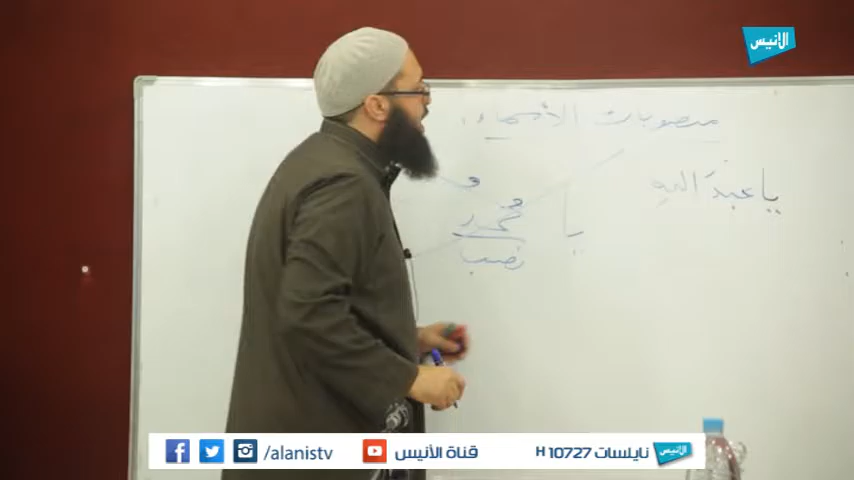 الأنيس
منصوبات الأسماء:
يا عبدَ اللهِ
يا محمد
نصب
/alanistv قناة الأنيس نايلسات 10727 H الأنيس